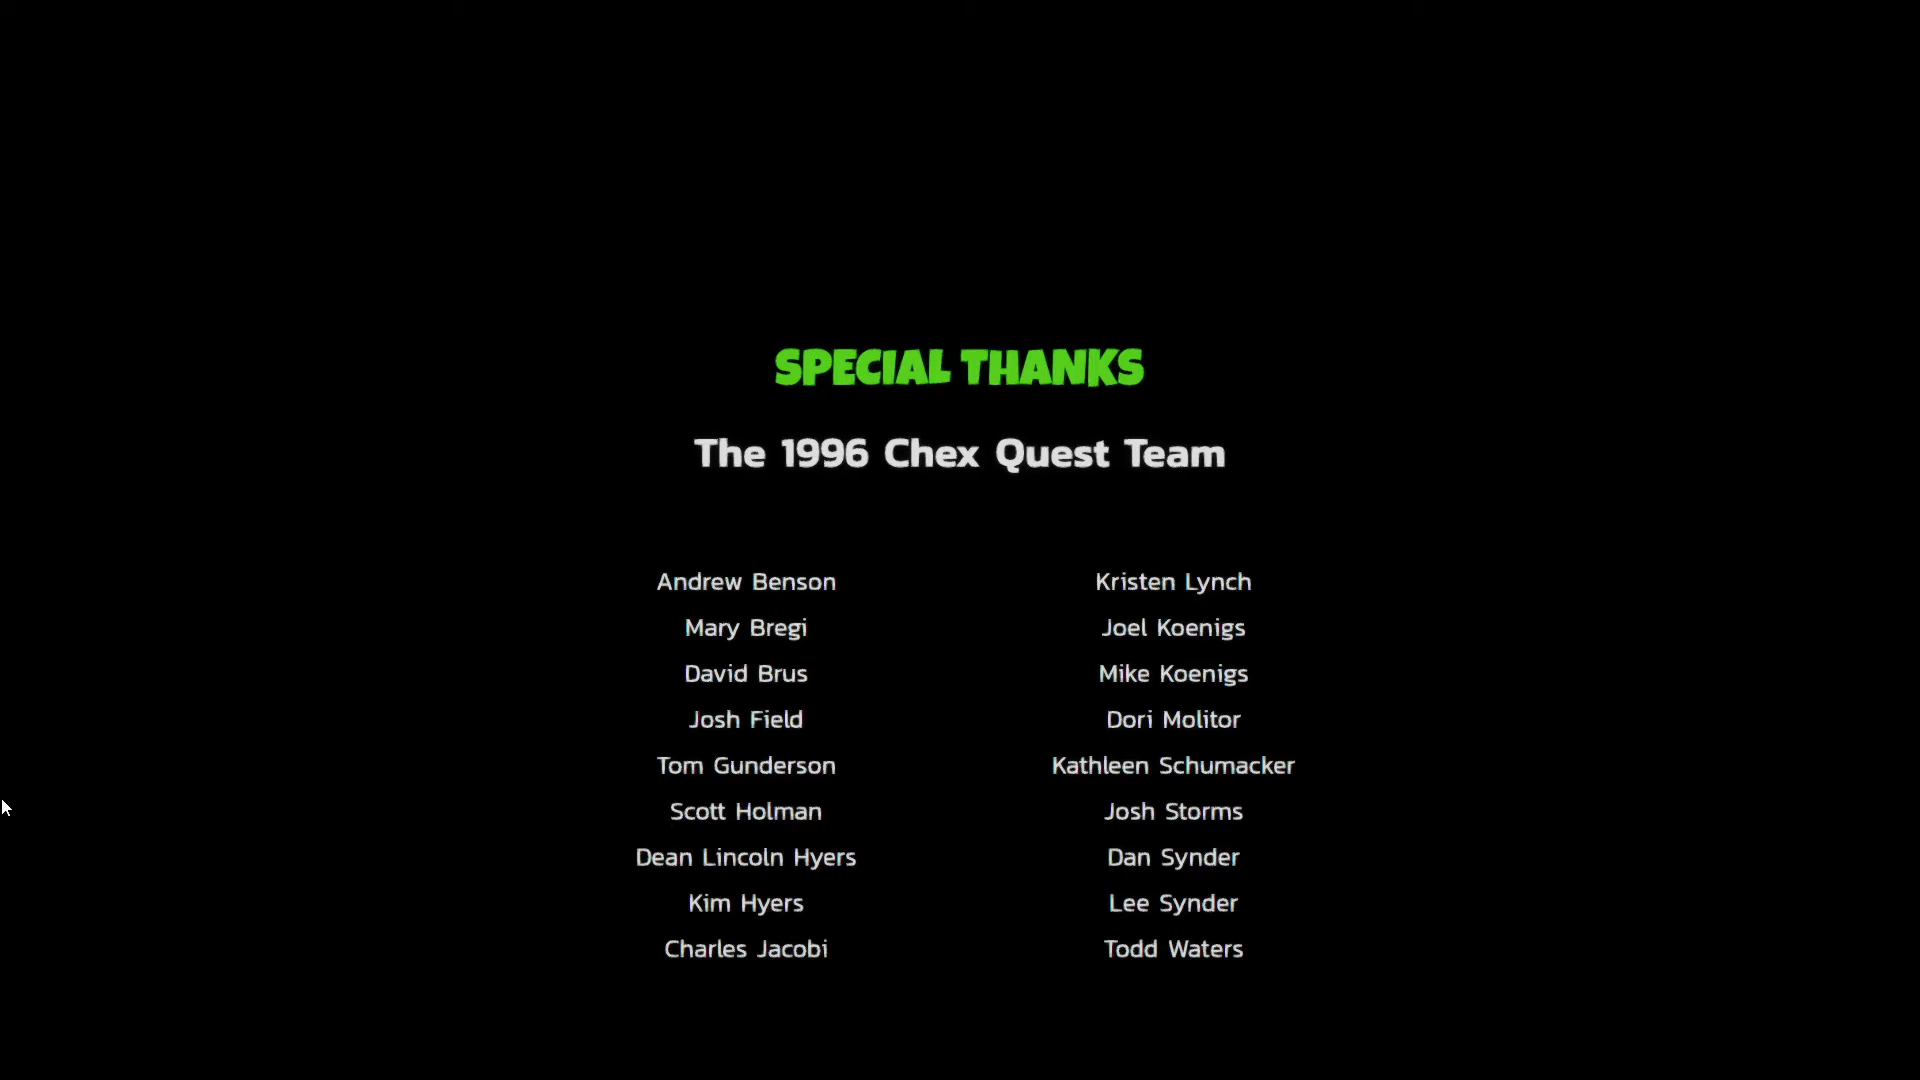 SPECIAL THANKS
The 1996 Chex Quest Team
Andrew Benson
Mary Bregi
David Brus
Josh Field
Tom Gunderson
Scott Holman
Dean Lincoln Hyers
Kim Hyers
Charles Jacobi
Kristen Lynch
Joel Koenigs
Mike Koenigs
Dori Molitor
Kathleen Schumacker
Josh Storms
Dan Synder
Lee Synder
Todd Waters